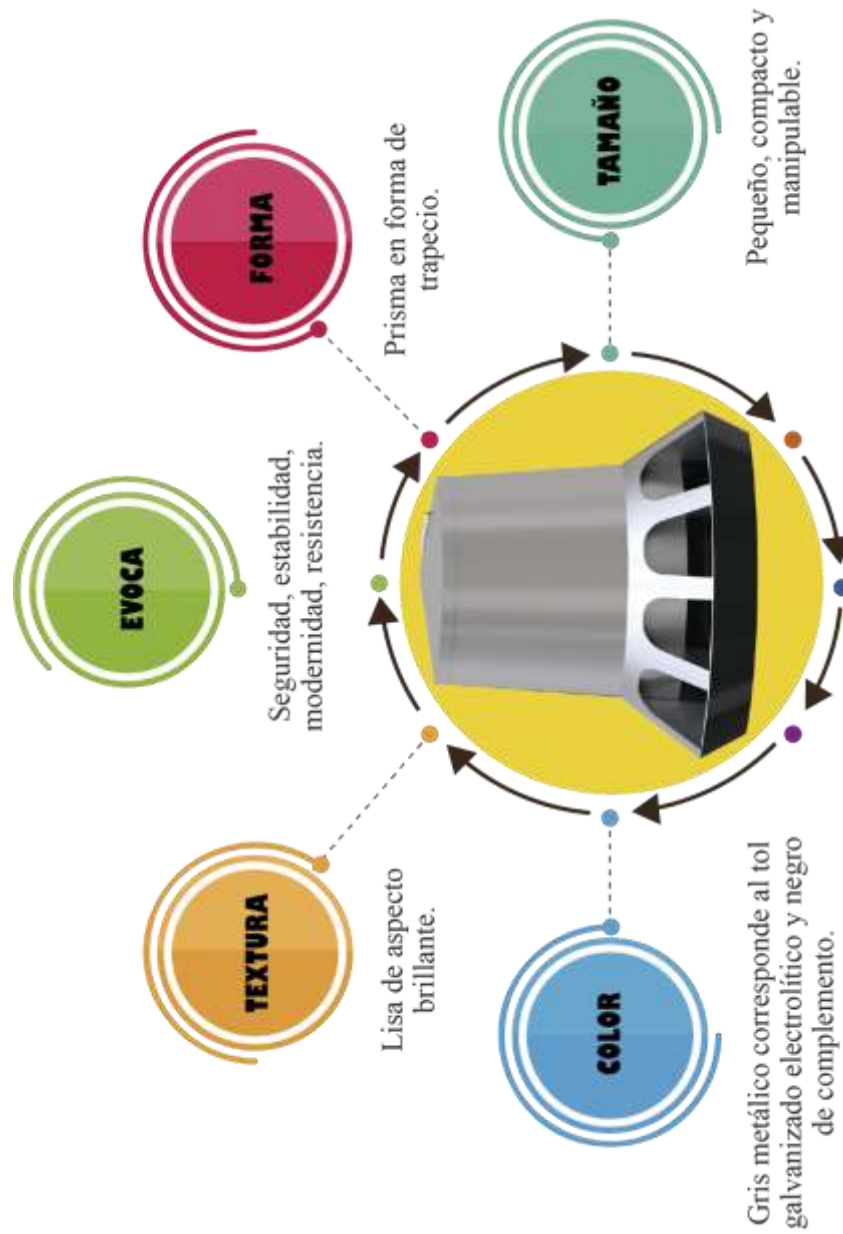 COLOR
Gris metálico corresponde al tol
galvanizado electrolítico y negro
de complemento.
TEXTURA
Lisa de aspecto
brillante.
EVOCA
Seguridad, estabilidad,
modernidad, resistencia.
FORMA
Prisma en forma de
trapecio.
TAMAÑO
Pequeño, compacto y
manipulable.